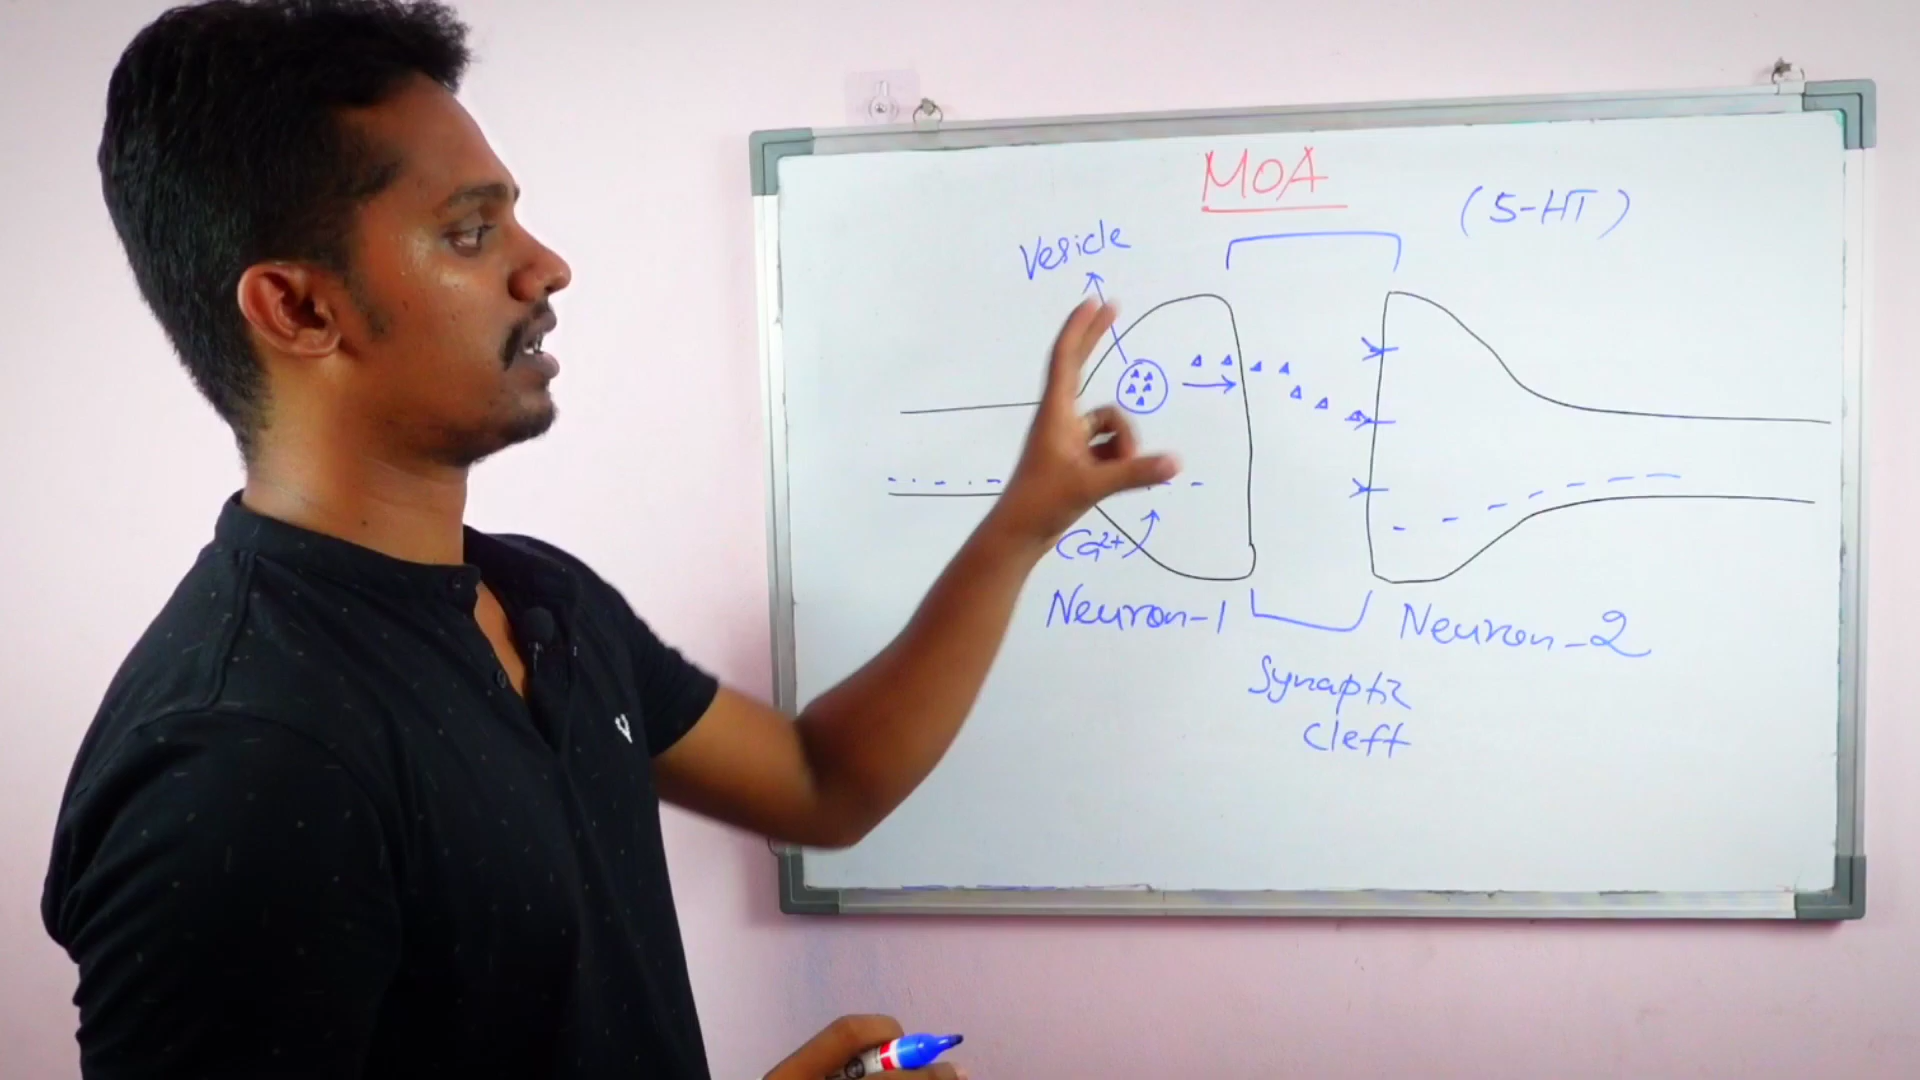 MOA
(5-HT)
Vesicle
Ca2+
Neuron-1
Neuron-2
Synaptic
Cleft